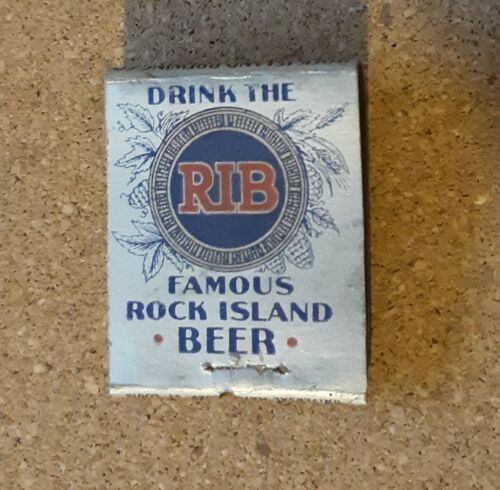 DRINK THE
RIB
FAMOUS
ROCK ISLAND
• BEER •